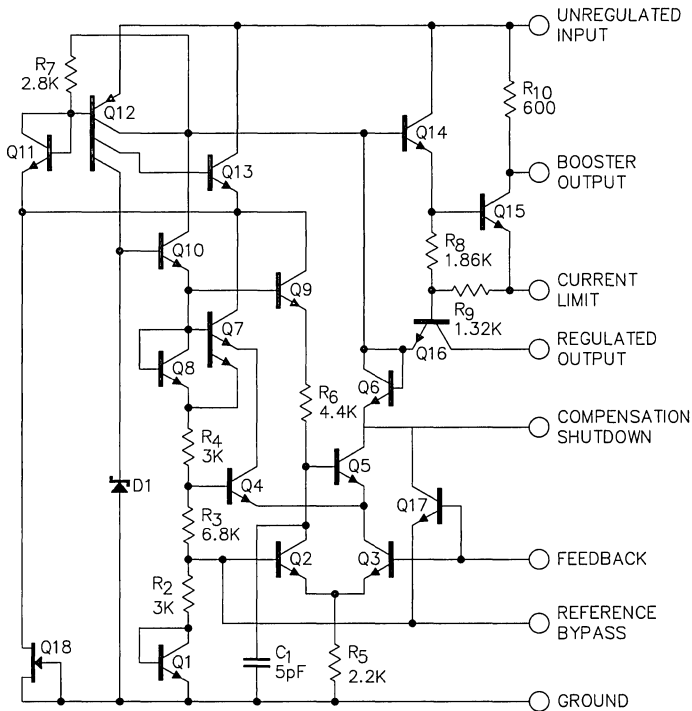 UNREGULATED
INPUT
R7
2.8K
Q12
R10
600
Q14
Q11
BOOSTER
OUTPUT
Q13
Q15
Q10
R8
1.86K
CURRENT
LIMIT
Q9
R9
1.32K
Q7
REGULATED
OUTPUT
Q16
Q8
Q6
R6
4.4K
COMPENSATION
SHUTDOWN
R4
3K
Q5
D1
Q4
Q17
R3
6.8K
Q2
Q3
FEEDBACK
R2
3K
REFERENCE
BYPASS
Q18
Q1
C1
5pF
R5
2.2K
GROUND